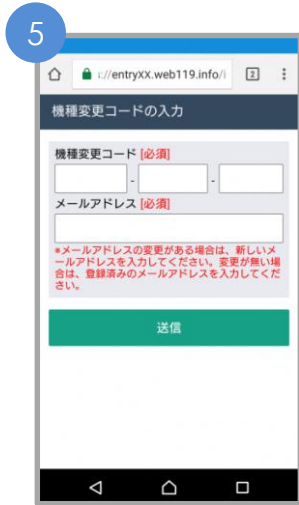 5
://entryXX.web119.info/i
2
機種変更コードの入力
機種変更コード [必須]
- -
メールアドレス [必須]
※メールアドレスの変更がある場合は、新しいメ
ールアドレスを入力してください。変更が無い場
合は、登録済みのメールアドレスを入力してくだ
さい。
送信